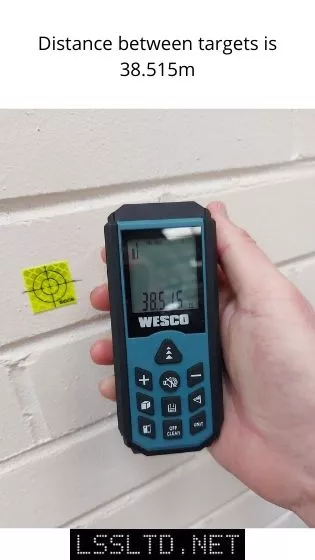 Distance between targets is
38.515m
38.515
WESCO
OFF
CLEAR
UNIT
LSSLTD.NET